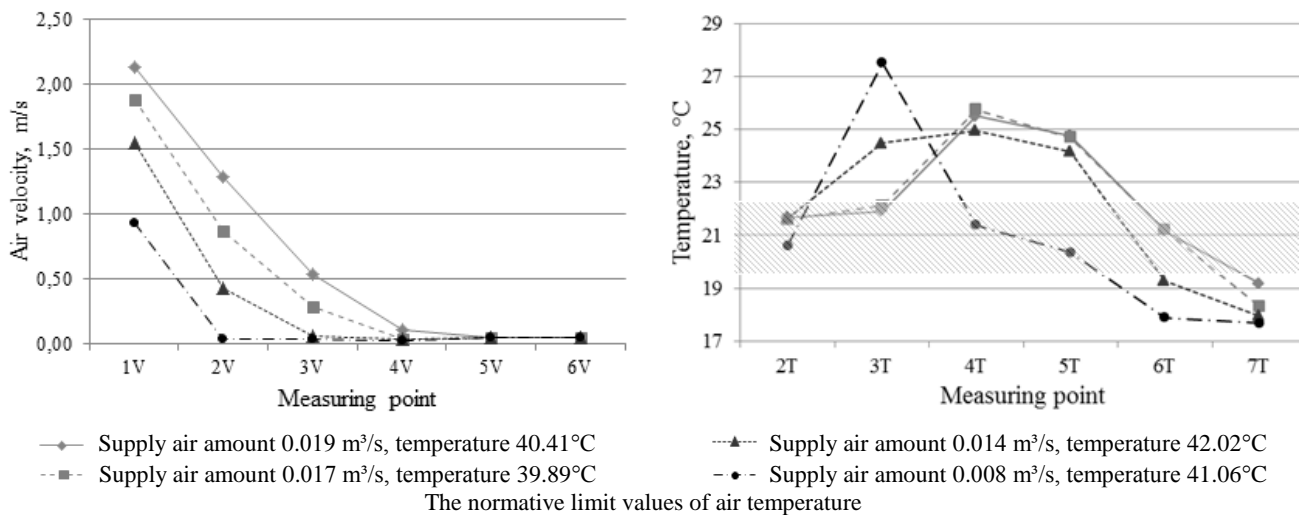 2,50
2,00
1,50
1,00
0,50
0,00
Air velocity, m/s
1V 2V 3V 4V 5V 6V
Measuring point
29
27
25
23
21
19
17
Temperature, °C
2T 3T 4T 5T 6T 7T
Measuring point
Supply air amount 0.019 m³/s, temperature 40.41°C
Supply air amount 0.014 m³/s, temperature 42.02°C
Supply air amount 0.017 m³/s, temperature 39.89°C
Supply air amount 0.008 m³/s, temperature 41.06°C
The normative limit values of air temperature